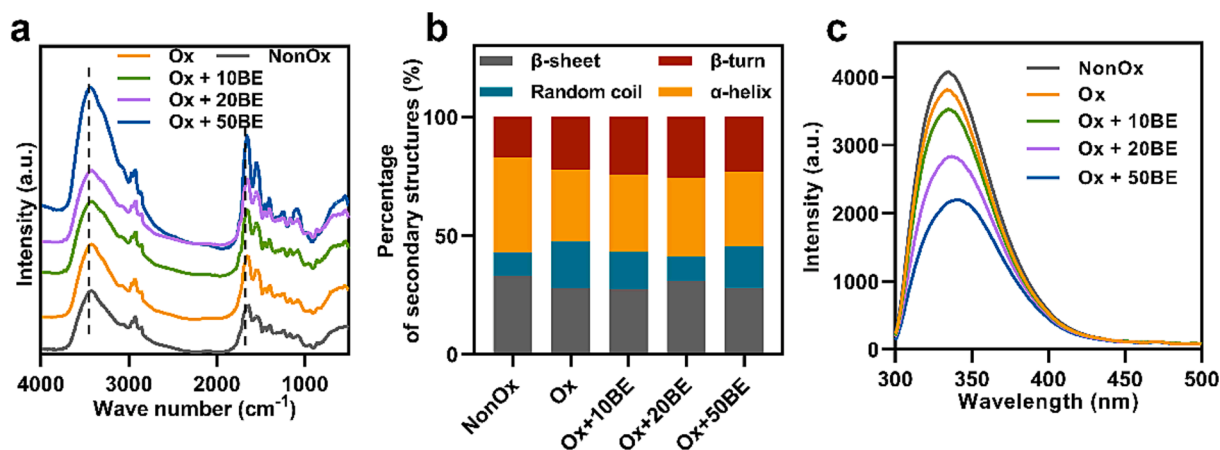 a
Ox NonOx
Ox + 10BE
Ox + 20BE
Ox + 50BE
Intensity (a.u.)
4000 3000 2000 1000
Wave number (cm⁻¹)
b
β-sheet β-turn
Random coil α-helix
Percentage
of secondary structures (%)
100
50
0
NonOx
Ox
Ox+10BE
Ox+20BE
Ox+50BE
c
NonOx
Ox
Ox + 10BE
Ox + 20BE
Ox + 50BE
Intensity (a.u.)
4000
3000
2000
1000
0
300 350 400 450 500
Wavelength (nm)